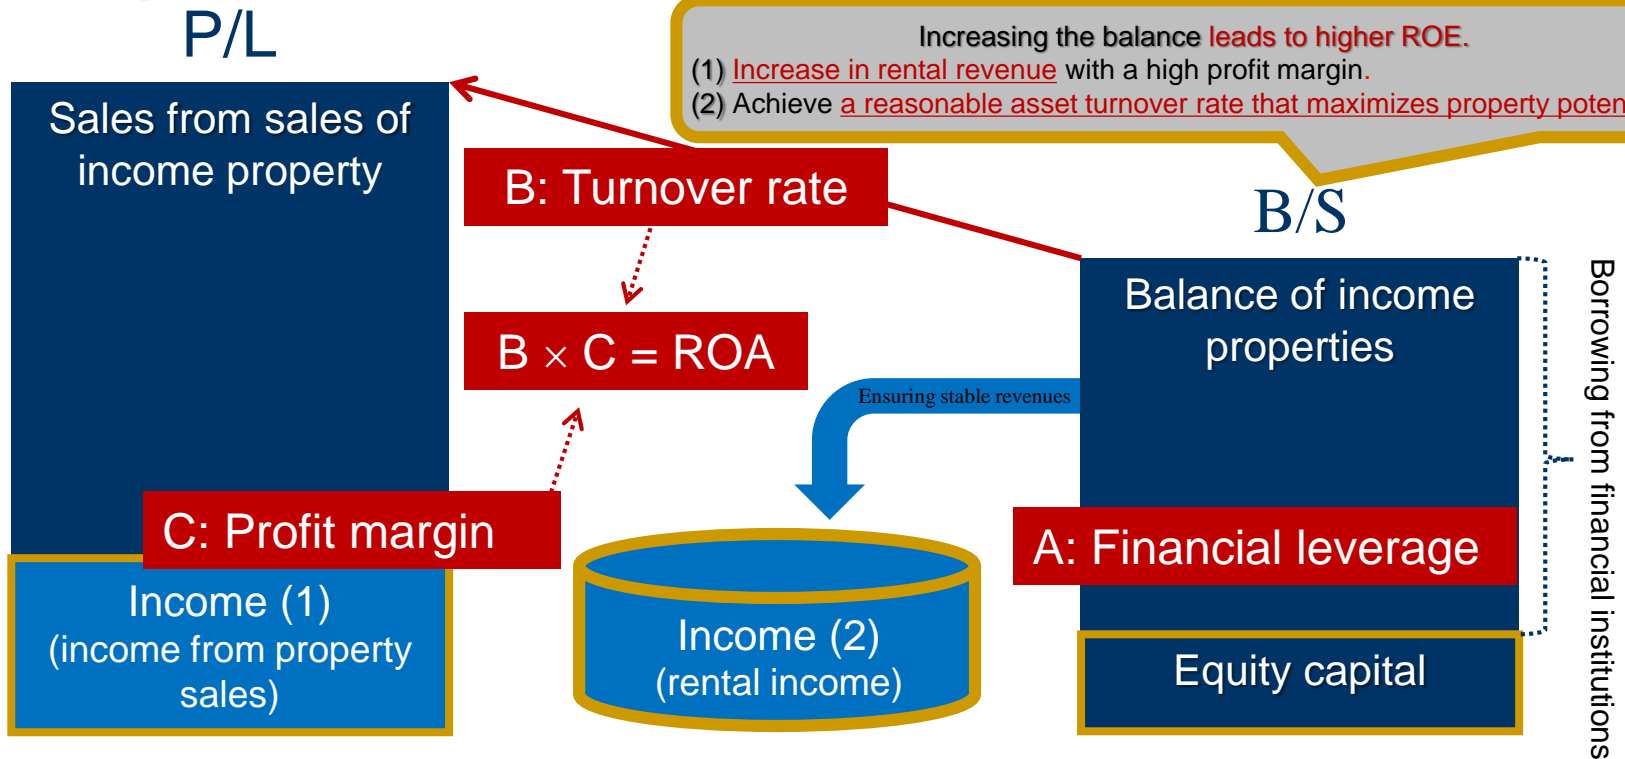 P/L
Increasing the balance leads to higher ROE.
(1) Increase in rental revenue with a high profit margin.
(2) Achieve a reasonable asset turnover rate that maximizes property
Sales from sales of
income property
B: Turnover rate
B/S
B × C = ROA
Balance of income
properties
Ensuring stable revenues
Borrowing from financial institutions
C: Profit margin
A: Financial leverage
Income (1)
(income from property
sales)
Income (2)
(rental income)
Equity capital